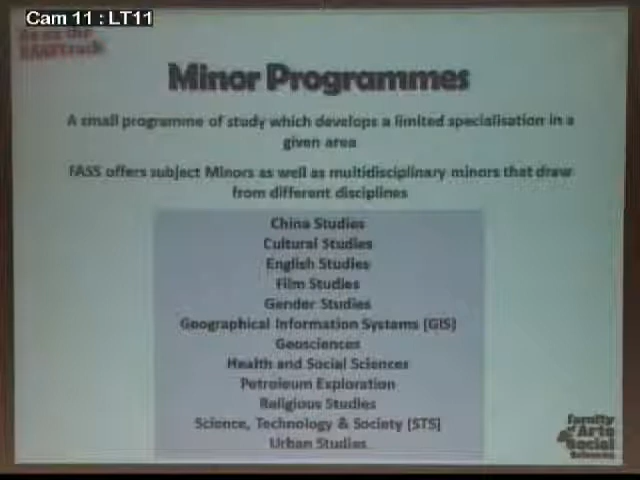 Cam 11 : LT11
Minor Programmes
A small programme of study which develops a limited specialisation in a
given area
FASS offers subject Minors as well as multidisciplinary minors that draw
from different disciplines
China Studies
Cultural Studies
English Studies
Film Studies
Gender Studies
Geographical Information Systems (GIS)
Geosciences
Health and Social Sciences
Petroleum Exploration
Religious Studies
Science, Technology & Society (STS)
Urban Studies
Faculty
of Arts
& Social
Sciences